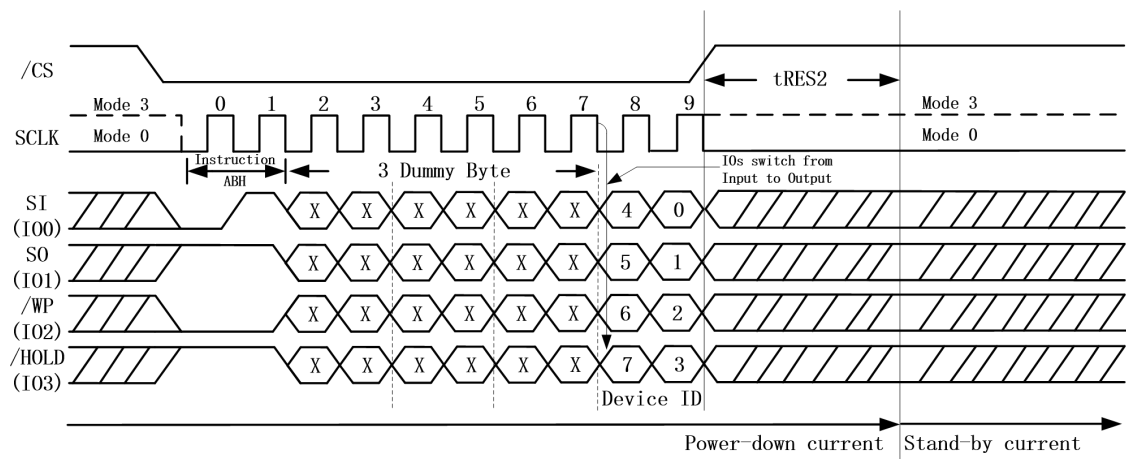 /CS
tRES2
Mode 3 0 1 2 3 4 5 6 7 8 9 Mode 3
SCLK Mode 0 Mode 0
Instruction
ABH
3 Dummy Byte
IOs switch from
Input to Output
SI
(IO0)
X X X X X X 4 0
SO
(IO1)
X X X X X X 5 1
/WP
(IO2)
X X X X X X 6 2
/HOLD
(IO3)
X X X X X X 7 3
Device ID
Power-down current Stand-by current